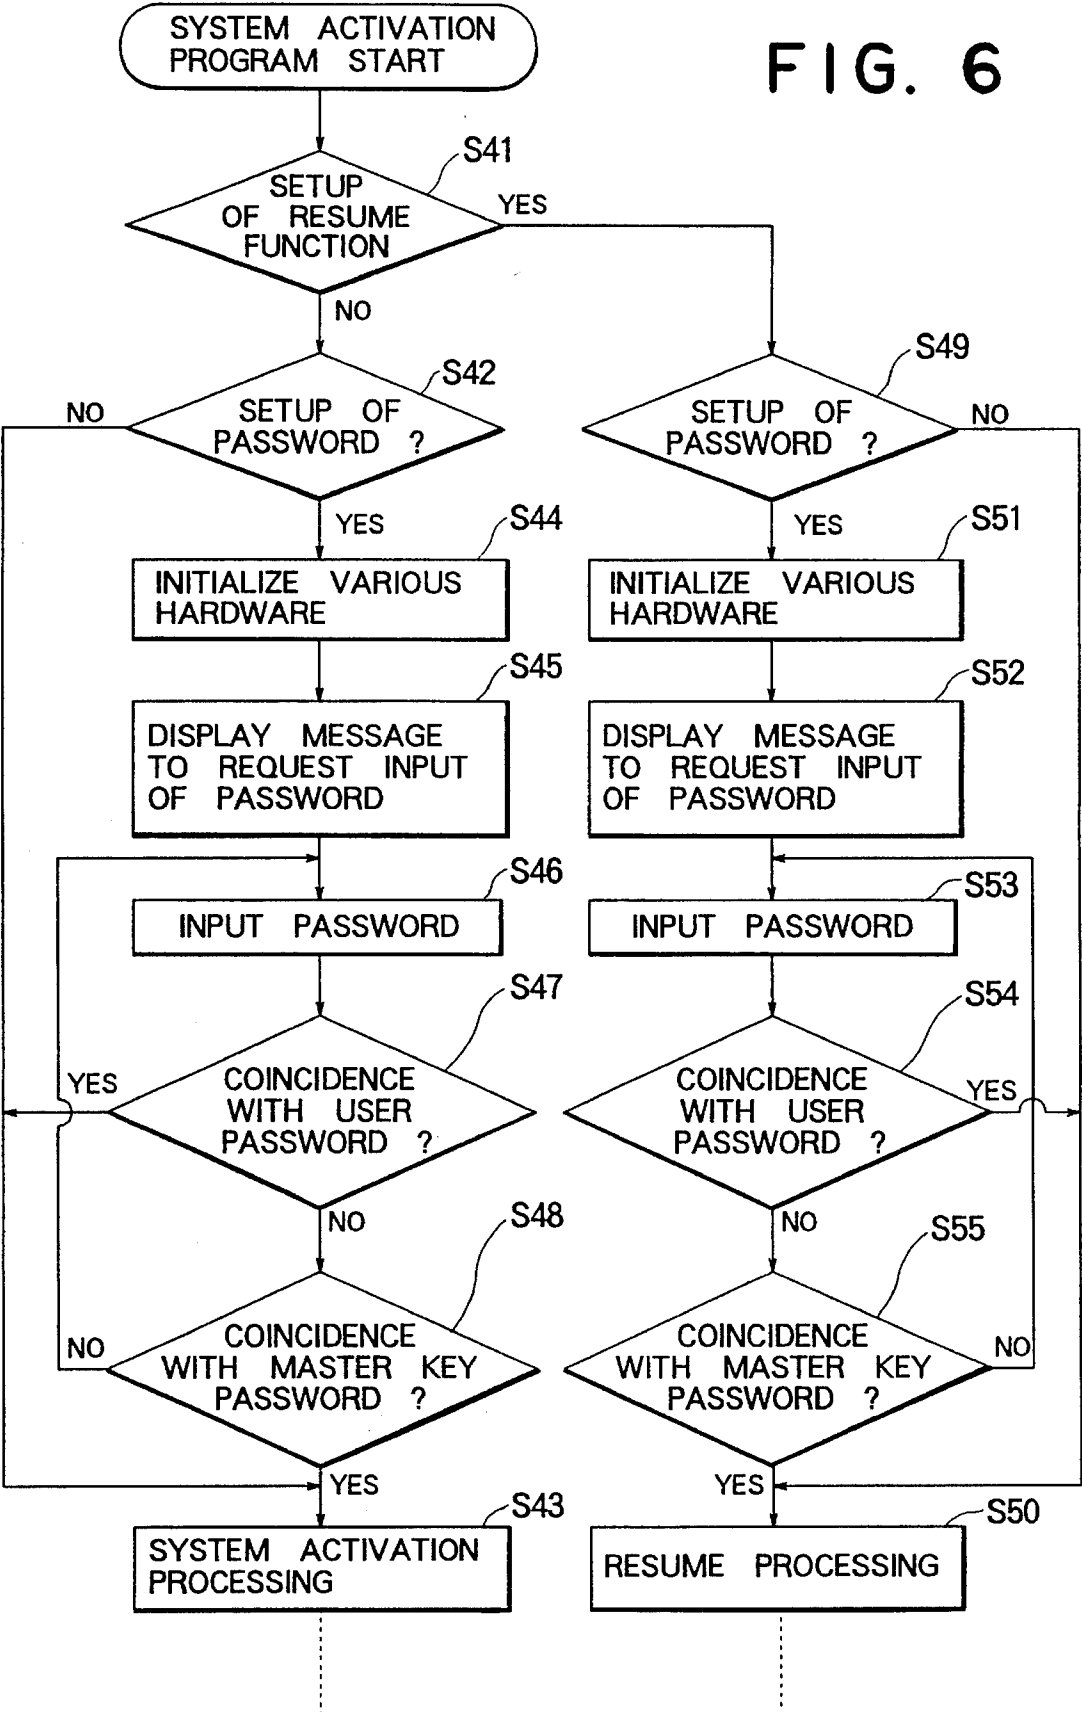 SYSTEM ACTIVATION
PROGRAM START
FIG. 6
S41
SETUP
OF RESUME
FUNCTION
YES
NO
S42
SETUP OF
PASSWORD ?
NO
YES
S49
SETUP OF
PASSWORD ?
NO
YES
S44
INITIALIZE VARIOUS
HARDWARE
S51
INITIALIZE VARIOUS
HARDWARE
S45
DISPLAY MESSAGE
TO REQUEST INPUT
OF PASSWORD
S52
DISPLAY MESSAGE
TO REQUEST INPUT
OF PASSWORD
S46
INPUT PASSWORD
S53
INPUT PASSWORD
S47
COINCIDENCE
WITH USER
PASSWORD ?
YES
NO
S54
COINCIDENCE
WITH USER
PASSWORD ?
YES
NO
S48
COINCIDENCE
WITH MASTER KEY
PASSWORD ?
NO
YES
S55
COINCIDENCE
WITH MASTER KEY
PASSWORD ?
NO
YES
S43
SYSTEM ACTIVATION
PROCESSING
S50
RESUME PROCESSING